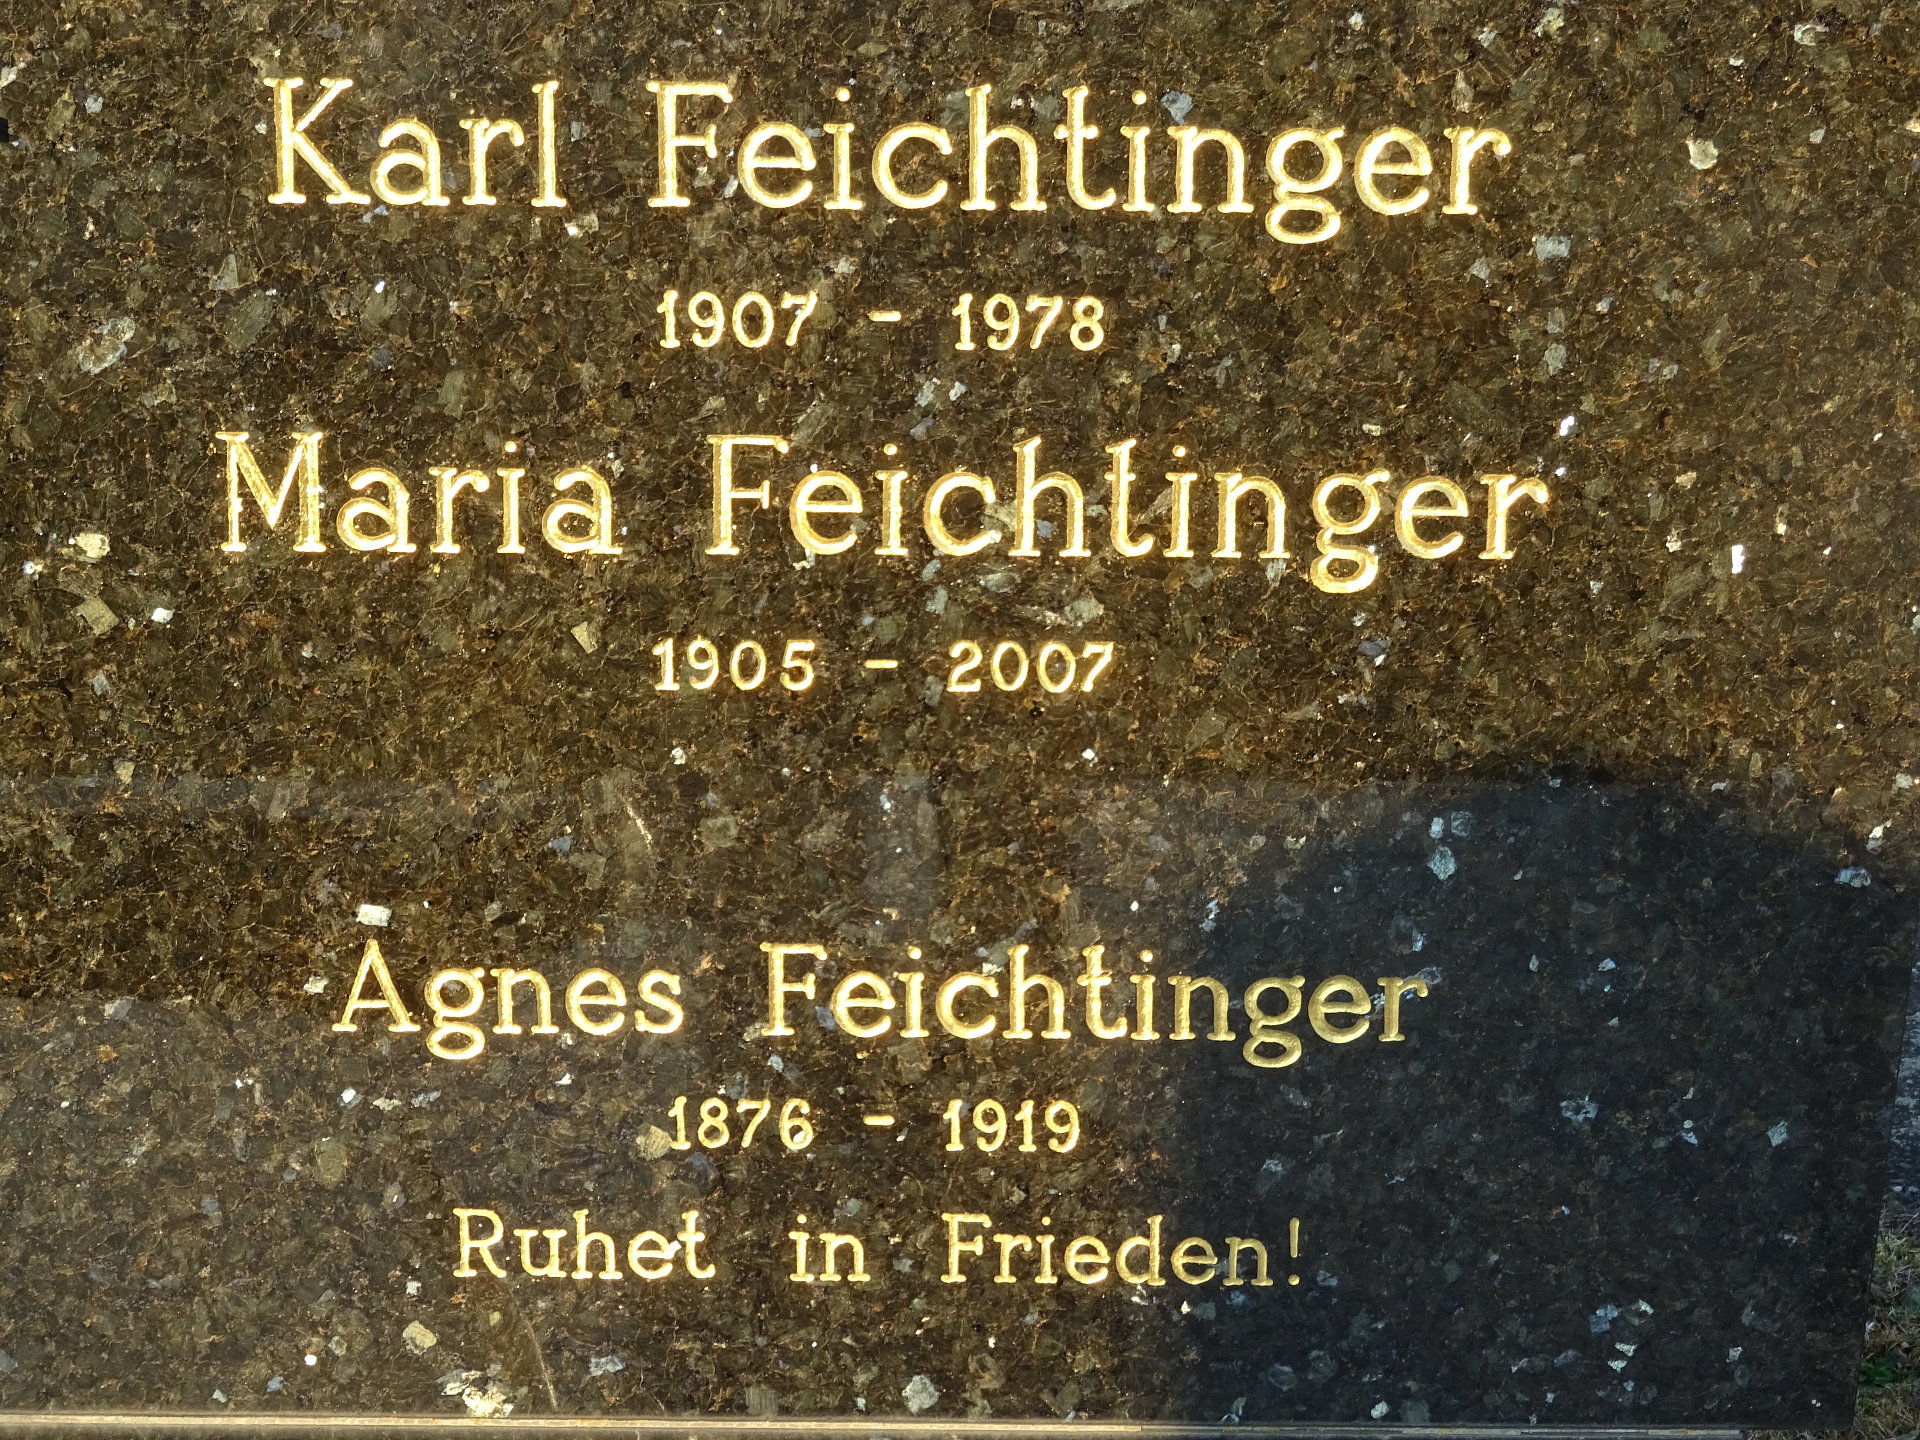 Karl Feichtinger
1907 - 1978
Maria Feichtinger
1905 - 2007
Agnes Feichtinger
1876 - 1919
Ruhet in Frieden!